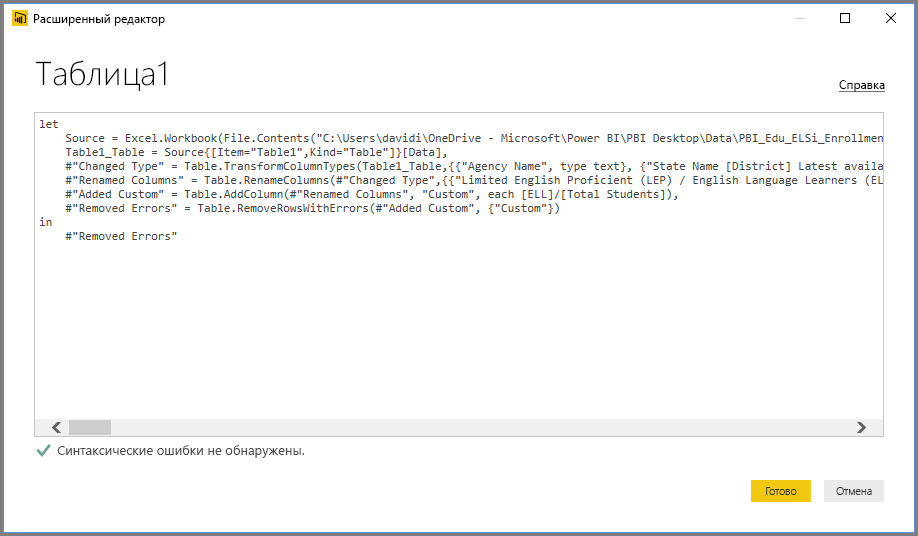 Расширенный редактор
Таблица1
Справка
let
    Source = Excel.Workbook(File.Contents("C:\Users\davidi\OneDrive - Microsoft\Power BI\PBI Desktop\Data\PBI_Edu_ELSi_Enrollmen
    Table1_Table = Source{[Item="Table1",Kind="Table"]}[Data],
    #"Changed Type" = Table.TransformColumnTypes(Table1_Table,{{"Agency Name", type text}, {"State Name [District] Latest availa
    #"Renamed Columns" = Table.RenameColumns(#"Changed Type",{{"Limited English Proficient (LEP) / English Language Learners (EL
    #"Added Custom" = Table.AddColumn(#"Renamed Columns", "Custom", each [ELL]/[Total Students]),
    #"Removed Errors" = Table.RemoveRowsWithErrors(#"Added Custom", {"Custom"})
in
    #"Removed Errors"
Синтаксические ошибки не обнаружены.
Готово
Отмена